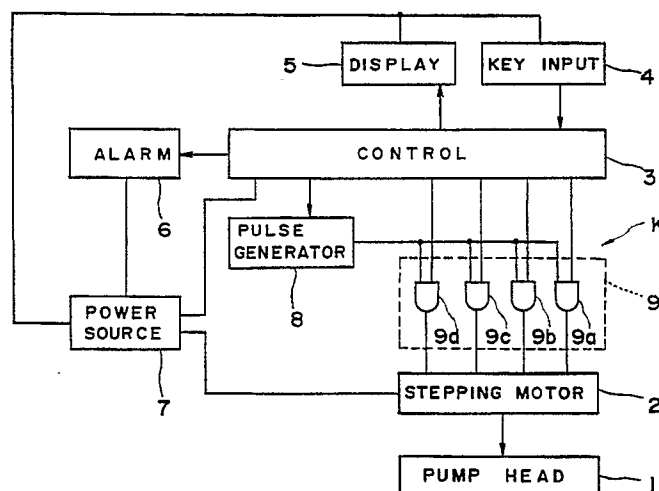 5
DISPLAY
KEY INPUT
4
ALARM
CONTROL
6
3
PULSE
GENERATOR
K
8
9
POWER
SOURCE
9d
9c
9b
9a
7
STEPPING MOTOR
2
PUMP HEAD
1